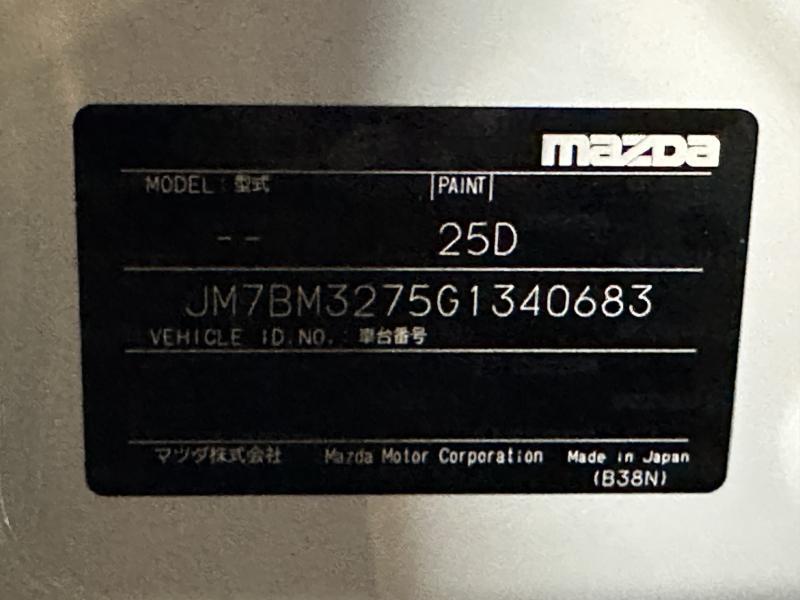 mazda
MODEL : 型式 |PAINT|
-- 25D
JM7BM3275G1340683
VEHICLE ID.NO. : 車台番号
マツダ株式会社 Mazda Motor Corporation Made in Japan
(B38N)